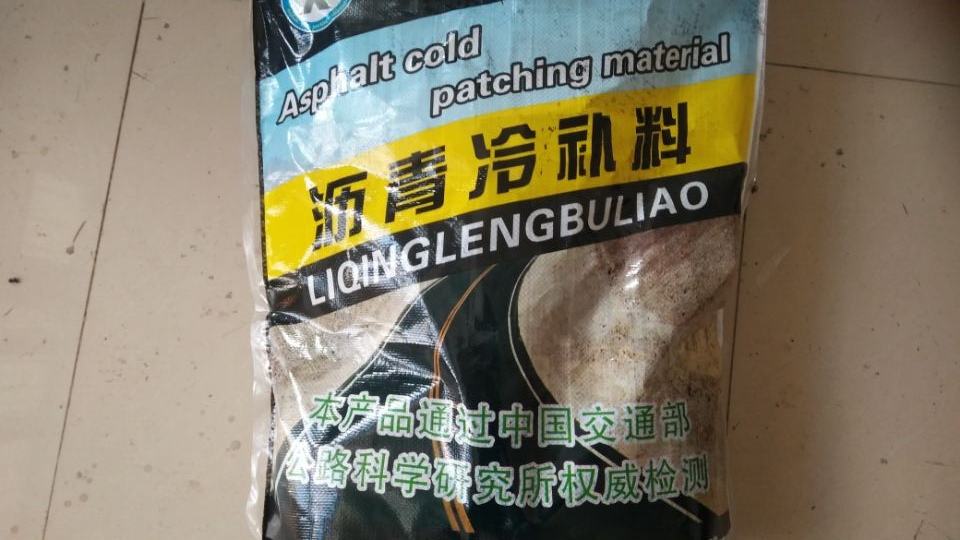 Asphalt cold
patching material
沥青冷补料
LIQINGLENGBULIAO
本产品通过中国交通部
公路科学研究所权威检测